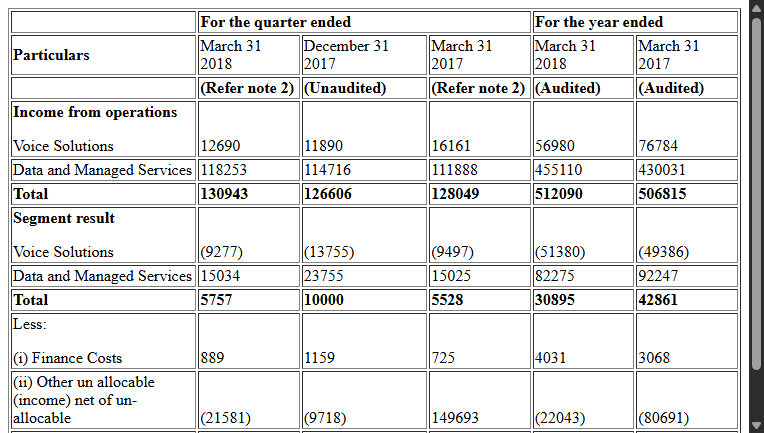 For the quarter ended For the year ended
Particulars March 31 2018 December 31 2017 March 31 2017 March 31 2018 March 31 2017
(Refer note 2) (Unaudited) (Refer note 2) (Audited) (Audited)
Income from operations
Voice Solutions 12690 11890 16161 56980 76784
Data and Managed Services 118253 114716 111888 455110 430031
Total 130943 126606 128049 512090 506815
Segment result
Voice Solutions (9277) (13755) (9497) (51380) (49386)
Data and Managed Services 15034 23755 15025 82275 92247
Total 5757 10000 5528 30895 42861
Less:
(i) Finance Costs 889 1159 725 4031 3068
(ii) Other un allocable
(income) net of un-
allocable (21581) (9718) 149693 (22043) (80691)